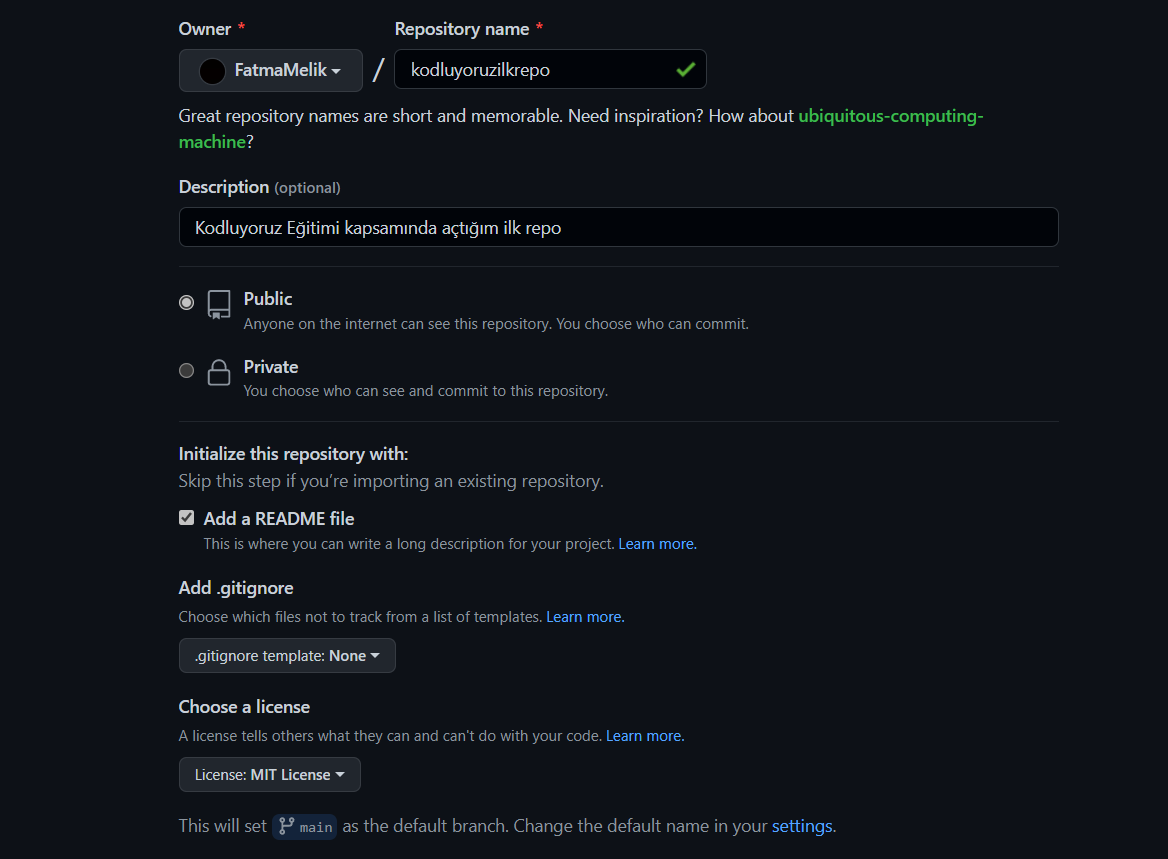 Owner * Repository name *
FatmaMelik / kodluyoruzilkrepo
Great repository names are short and memorable. Need inspiration? How about ubiquitous-computing-
machine?
Description (optional)
Kodluyoruz Eğitimi kapsamında açtığım ilk repo
Public
Anyone on the internet can see this repository. You choose who can commit.
Private
You choose who can see and commit to this repository.
Initialize this repository with:
Skip this step if you’re importing an existing repository.
Add a README file
This is where you can write a long description for your project. Learn more.
Add .gitignore
Choose which files not to track from a list of templates. Learn more.
.gitignore template: None
Choose a license
A license tells others what they can and can't do with your code. Learn more.
License: MIT License
This will set main as the default branch. Change the default name in your settings.